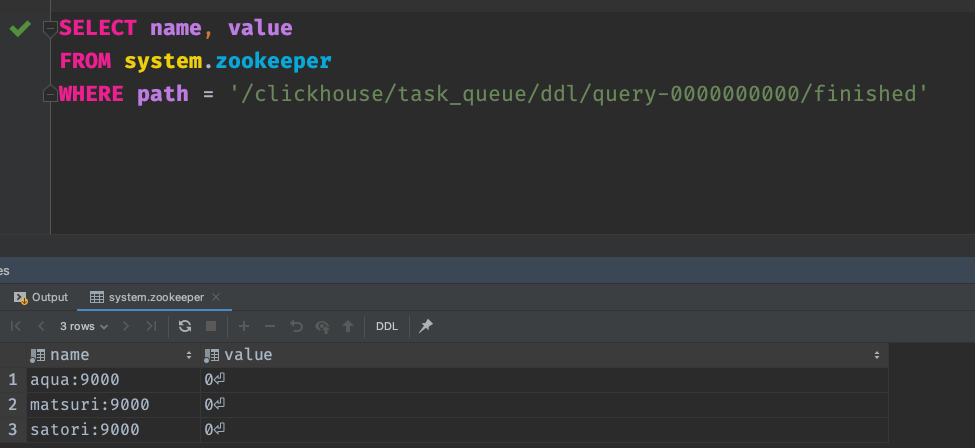 SELECT name, value
FROM system.zookeeper
WHERE path = '/clickhouse/task_queue/ddl/query-0000000000/finished'
es
Output system.zookeeper
3 rows DDL
name value
1 aqua:9000 0⏎
2 matsuri:9000 0⏎
3 satori:9000 0⏎